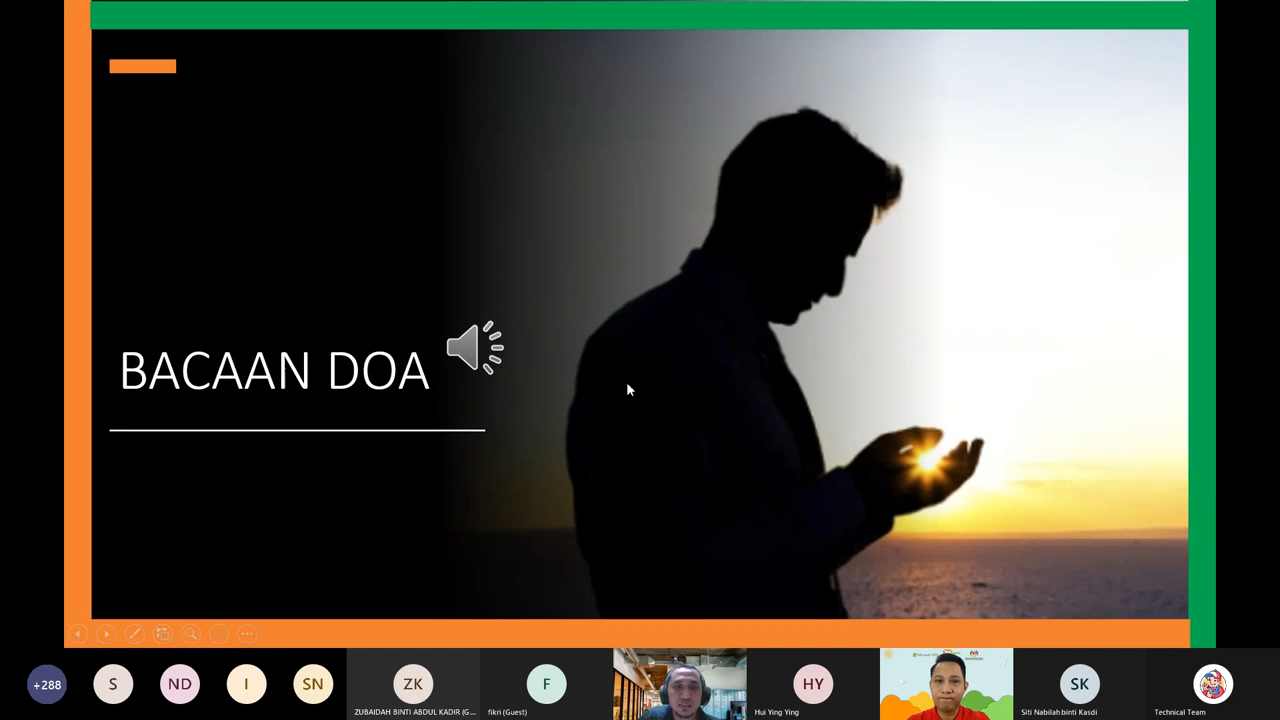 BACAAN DOA
+288
S
ND
I
SN
ZK
ZUBAIDAH BINTI ABDUL KADIR (G...
F
fikri (Guest)
HY
Hui Ying Ying
SK
Siti Nabilah binti Kasdi
Technical Team